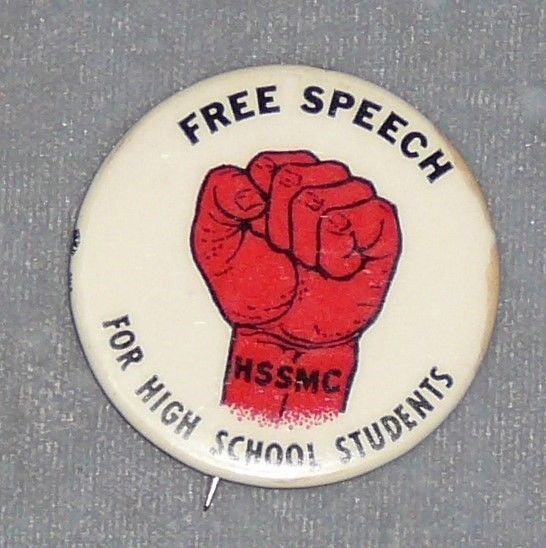 FREE SPEECH
HSSMC
FOR HIGH SCHOOL STUDENTS